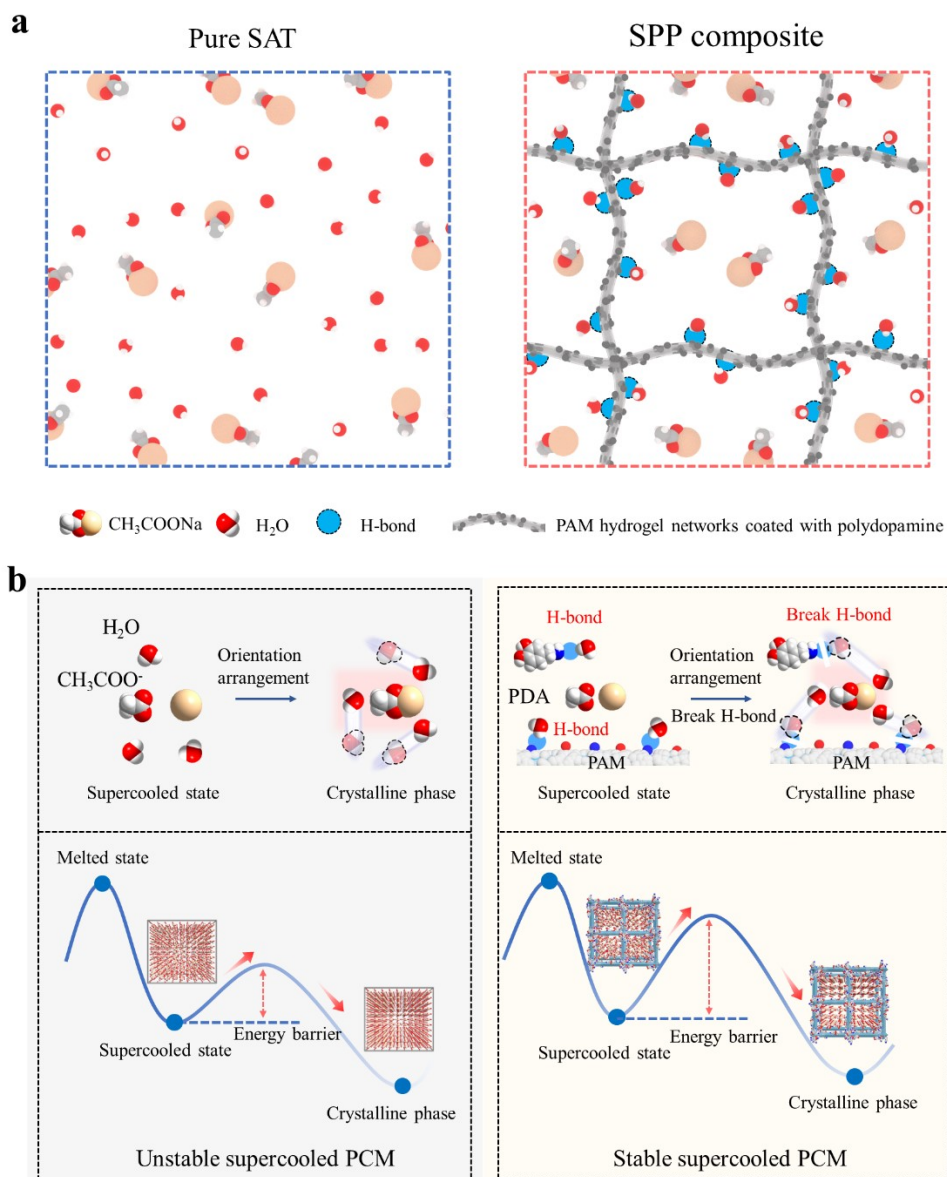 a
Pure SAT
SPP composite
CH₃COONa
H₂O
H-bond
PAM hydrogel networks coated with polydopamine
b
H₂O
CH₃COO⁻
Orientation
arrangement
Supercooled state
Crystalline phase
H-bond
Break H-bond
PDA
Orientation
arrangement
Break H-bond
H-bond
PAM
PAM
Supercooled state
Crystalline phase
Melted state
Supercooled state
Energy barrier
Crystalline phase
Unstable supercooled PCM
Melted state
Supercooled state
Energy barrier
Crystalline phase
Stable supercooled PCM